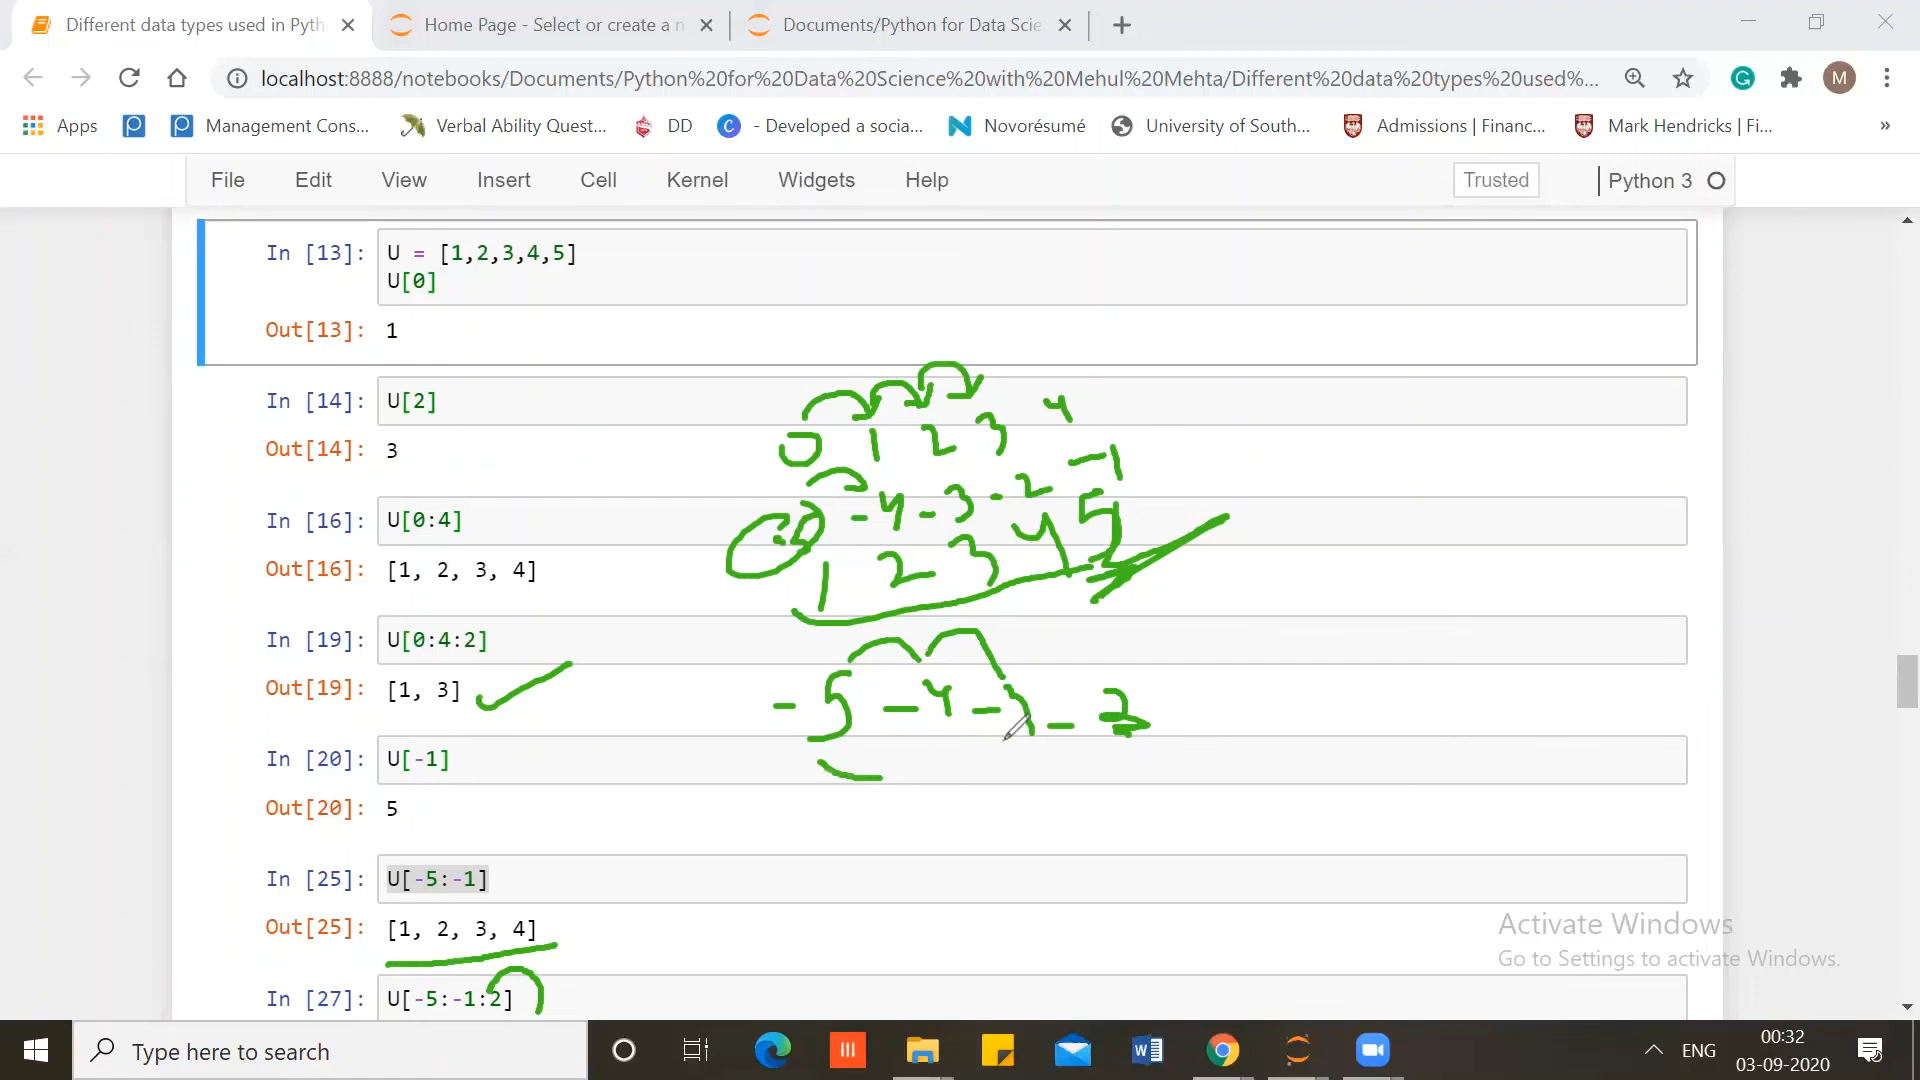 Different data types used in Pyth
Home Page - Select or create a n
Documents/Python for Data Scie
localhost:8888/notebooks/Documents/Python%20for%20Data%20Science%20with%20Mehul%20Mehta/Different%20data%20types%20used%...
M
Apps
Management Cons...
Verbal Ability Quest...
DD
- Developed a socia...
Novorésumé
University of South...
Admissions | Financ...
Mark Hendricks | Fi...
»
File Edit View Insert Cell Kernel Widgets Help
Trusted
Python 3
In [13]: U = [1,2,3,4,5]
U[0]
Out[13]: 1
In [14]: U[2]
Out[14]: 3
4
0 1 2 3
-1
-4 -3 -2
In [16]: U[0:4]
1 2 3 4 5
Out[16]: [1, 2, 3, 4]
In [19]: U[0:4:2]
Out[19]: [1, 3]
-5 -4 -3 -2
In [20]: U[-1]
Out[20]: 5
In [25]: U[-5:-1]
Out[25]: [1, 2, 3, 4]
In [27]: U[-5:-1:2]
Activate Windows
Go to Settings to activate Windows.
Type here to search
ENG
00:32
03-09-2020